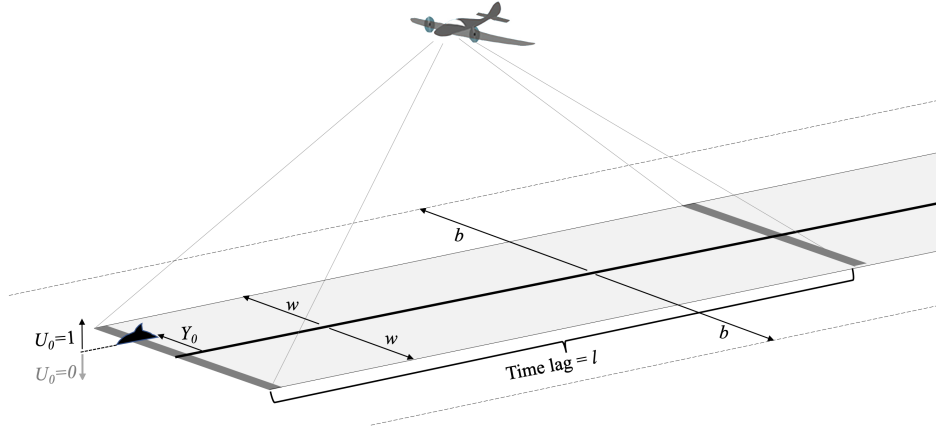 b
w
U₀=1
Y₀
w
b
U₀=0
Time lag = l